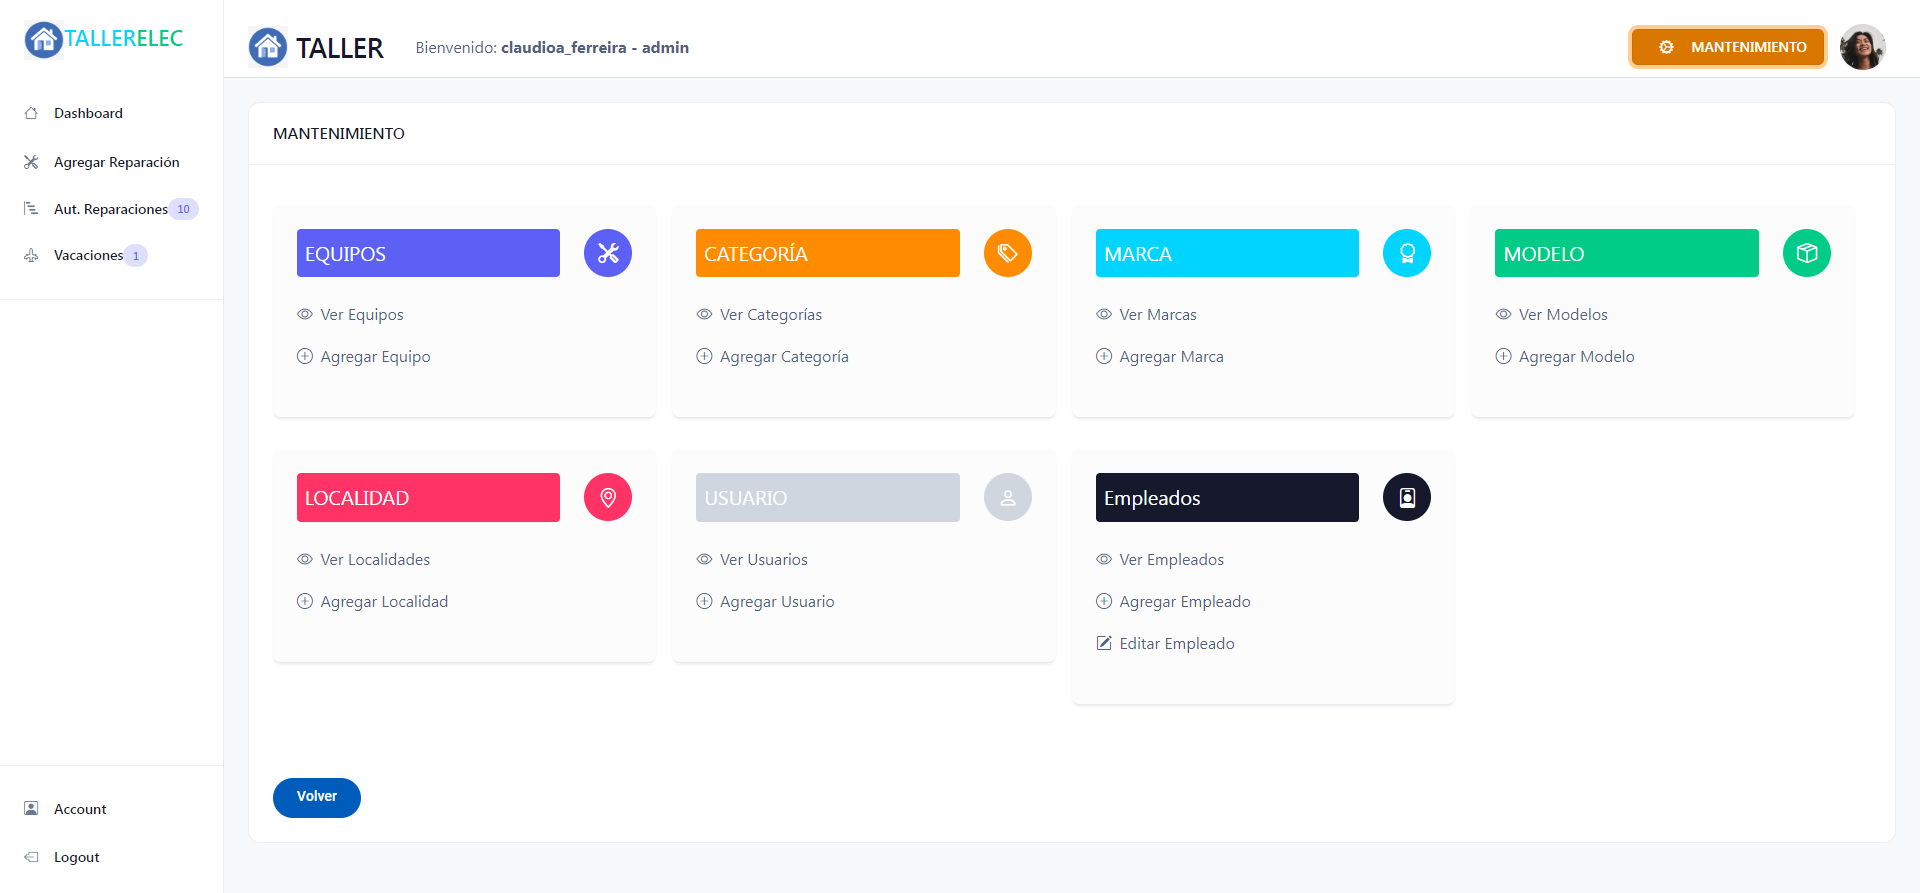 TALLERELEC
Dashboard
Agregar Reparación
Aut. Reparaciones 10
Vacaciones 1
Account
Logout
TALLER
Bienvenido: claudioa_ferreira - admin
MANTENIMIENTO
MANTENIMIENTO
EQUIPOS
Ver Equipos
Agregar Equipo
CATEGORÍA
Ver Categorías
Agregar Categoría
MARCA
Ver Marcas
Agregar Marca
MODELO
Ver Modelos
Agregar Modelo
LOCALIDAD
Ver Localidades
Agregar Localidad
USUARIO
Ver Usuarios
Agregar Usuario
Empleados
Ver Empleados
Agregar Empleado
Editar Empleado
Volver